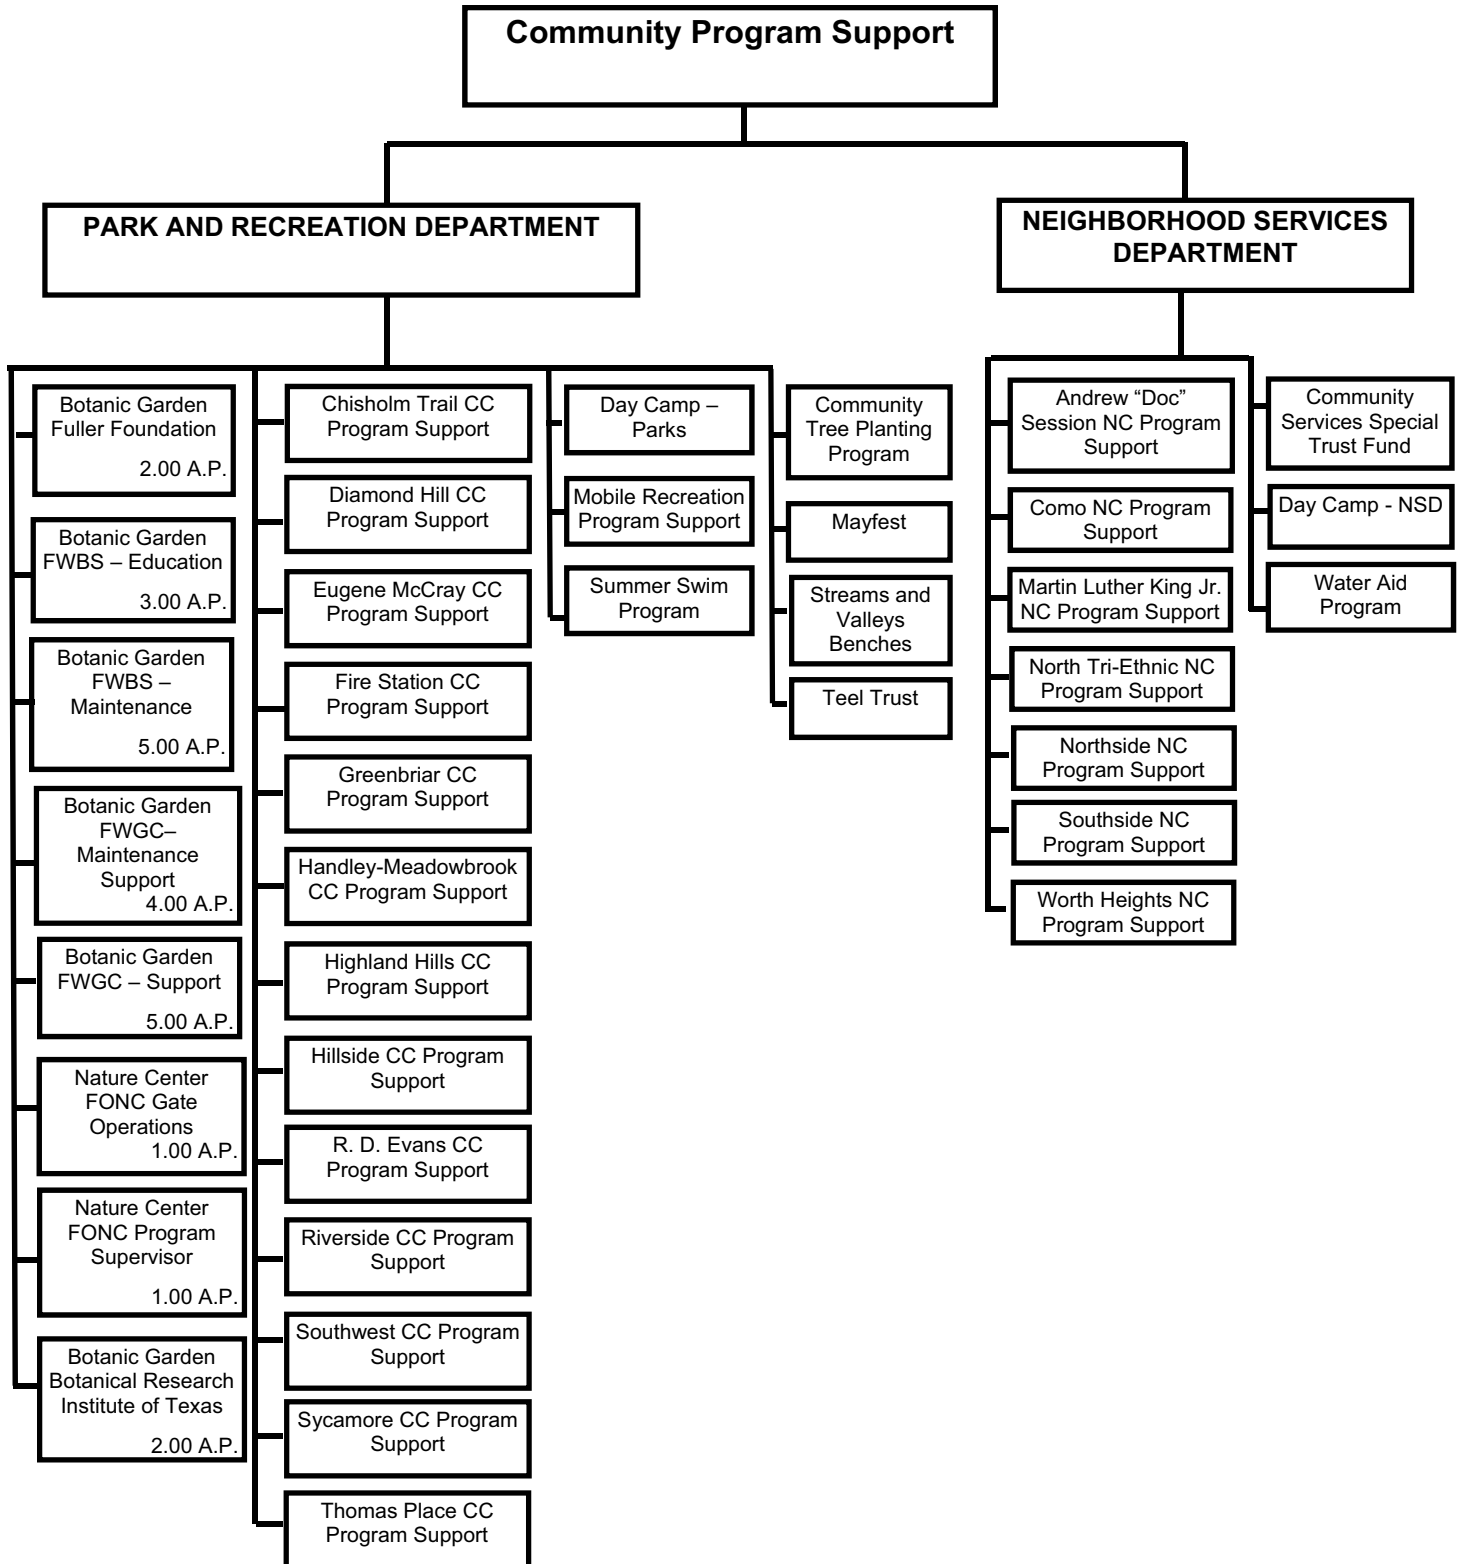 Community Program Support
PARK AND RECREATION DEPARTMENT
NEIGHBORHOOD SERVICES
DEPARTMENT
Botanic Garden
Fuller Foundation
2.00 A.P.
Botanic Garden
FWBS – Education
3.00 A.P.
Botanic Garden
FWBS –
Maintenance
5.00 A.P.
Botanic Garden
FWGC–
Maintenance
Support
4.00 A.P.
Botanic Garden
FWGC – Support
5.00 A.P.
Nature Center
FONC Gate
Operations
1.00 A.P.
Nature Center
FONC Program
Supervisor
1.00 A.P.
Botanic Garden
Botanical Research
Institute of Texas
2.00 A.P.
Chisholm Trail CC
Program Support
Diamond Hill CC
Program Support
Eugene McCray CC
Program Support
Fire Station CC
Program Support
Greenbriar CC
Program Support
Handley-Meadowbrook
CC Program Support
Highland Hills CC
Program Support
Hillside CC Program
Support
R. D. Evans CC
Program Support
Riverside CC Program
Support
Southwest CC Program
Support
Sycamore CC Program
Support
Thomas Place CC
Program Support
Day Camp –
Parks
Mobile Recreation
Program Support
Summer Swim
Program
Community
Tree Planting
Program
Mayfest
Streams and
Valleys
Benches
Teel Trust
Andrew “Doc”
Session NC Program
Support
Como NC Program
Support
Martin Luther King Jr.
NC Program Support
North Tri-Ethnic NC
Program Support
Northside NC
Program Support
Southside NC
Program Support
Worth Heights NC
Program Support
Community
Services Special
Trust Fund
Day Camp - NSD
Water Aid
Program